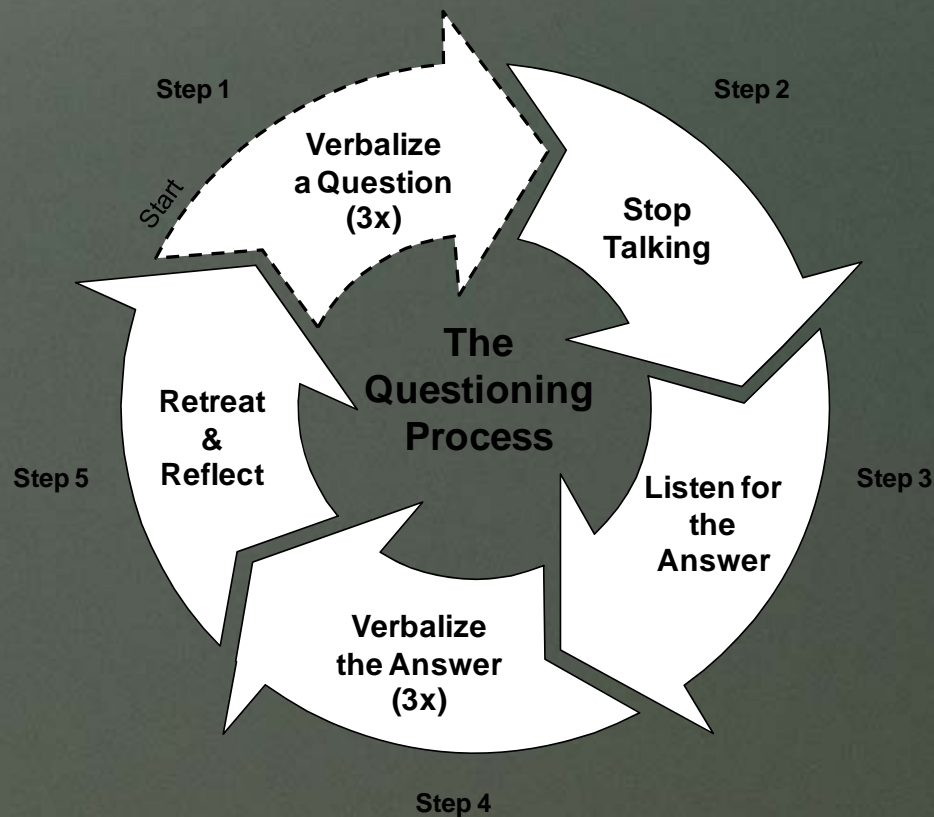 Step 1
Start
Verbalize
a Question
(3x)
Step 2
Stop
Talking
The
Questioning
Process
Step 3
Listen for
the
Answer
Step 4
Verbalize
the Answer
(3x)
Step 5
Retreat
&
Reflect